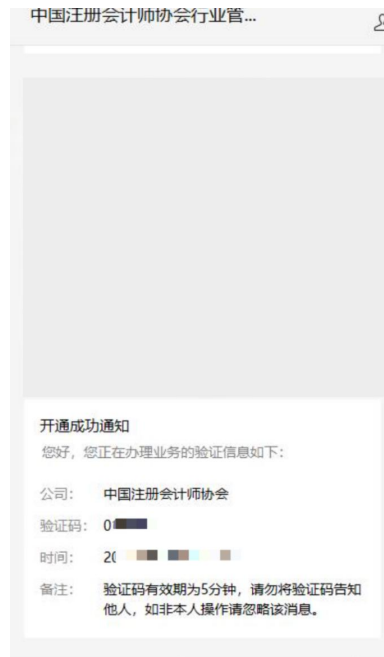 中国注册会计师协会行业管...
开通成功通知
您好，您正在办理业务的验证信息如下：
公司： 中国注册会计师协会
验证码： 0
时间： 20
备注： 验证码有效期为5分钟，请勿将验证码告知
他人，如非本人操作请忽略该消息。